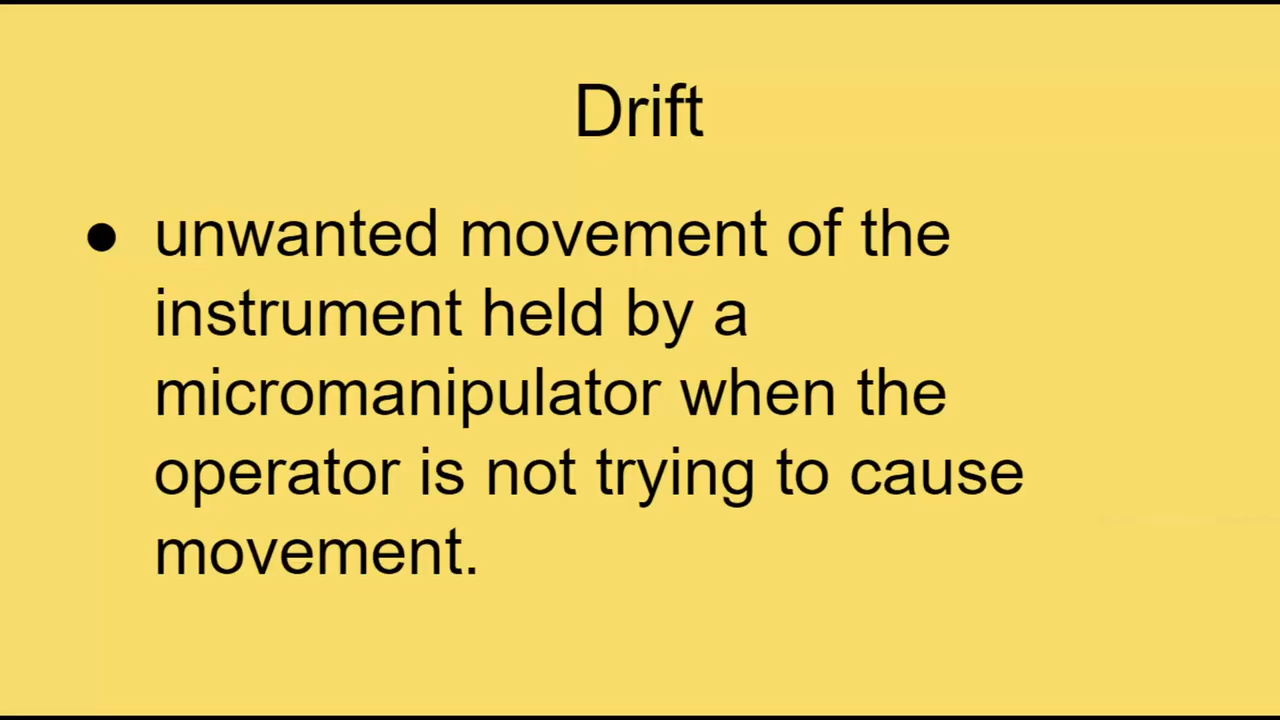 Drift
● unwanted movement of the
instrument held by a
micromanipulator when the
operator is not trying to cause
movement.